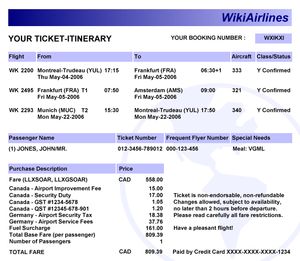 WikiAirlines
YOUR TICKET-ITINERARY YOUR BOOKING NUMBER : WXIKXI
Flight From To Aircraft Class/Status
WK 2200 Montreal-Trudeau (YUL) 17:15 Frankfurt (FRA) 06:30+1 333 Y Confirmed
Thu May-04-2006 Fri May-05-2006
WK 2495 Frankfurt (FRA) T1 07:50 Amsterdam (AMS) 09:00 321 Y Confirmed
Fri May-05-2006 Fri May-05-2006
WK 2293 Munich (MUC) T2 15:30 Montreal-Trudeau (YUL) 17:50 340 Y Confirmed
Mon May-22-2006 Mon May-22-2006
Passenger Name Ticket Number Frequent Flyer Number Special Needs
(1) JONES, JOHN/MR. 012-3456-789012 000-123-456 Meal: VGML
Purchase Description Price
Fare (LLXSOAR, LLXGSOAR) CAD 558.00
Canada - Airport Improvement Fee 15.00
Canada - Security Duty 17.00 Ticket is non-endorsable, non-refundable
Canada - GST #1234-5678 1.05 Changes allowed, subject to availability,
Canada - QST #12345-678-901 1.20 no later than 2 hours before departure.
Germany - Airport Security Tax 18.38 Please read carefully all fare restrictions.
Germany - Airport Service Fees 37.76
Fuel Surcharge 161.00 Have a pleasant flight!
Total Base Fare (per passenger) 809.39
Number of Passengers 1
TOTAL FARE CAD 809.39 Paid by Credit Card XXXX-XXXX-XXXX-1234